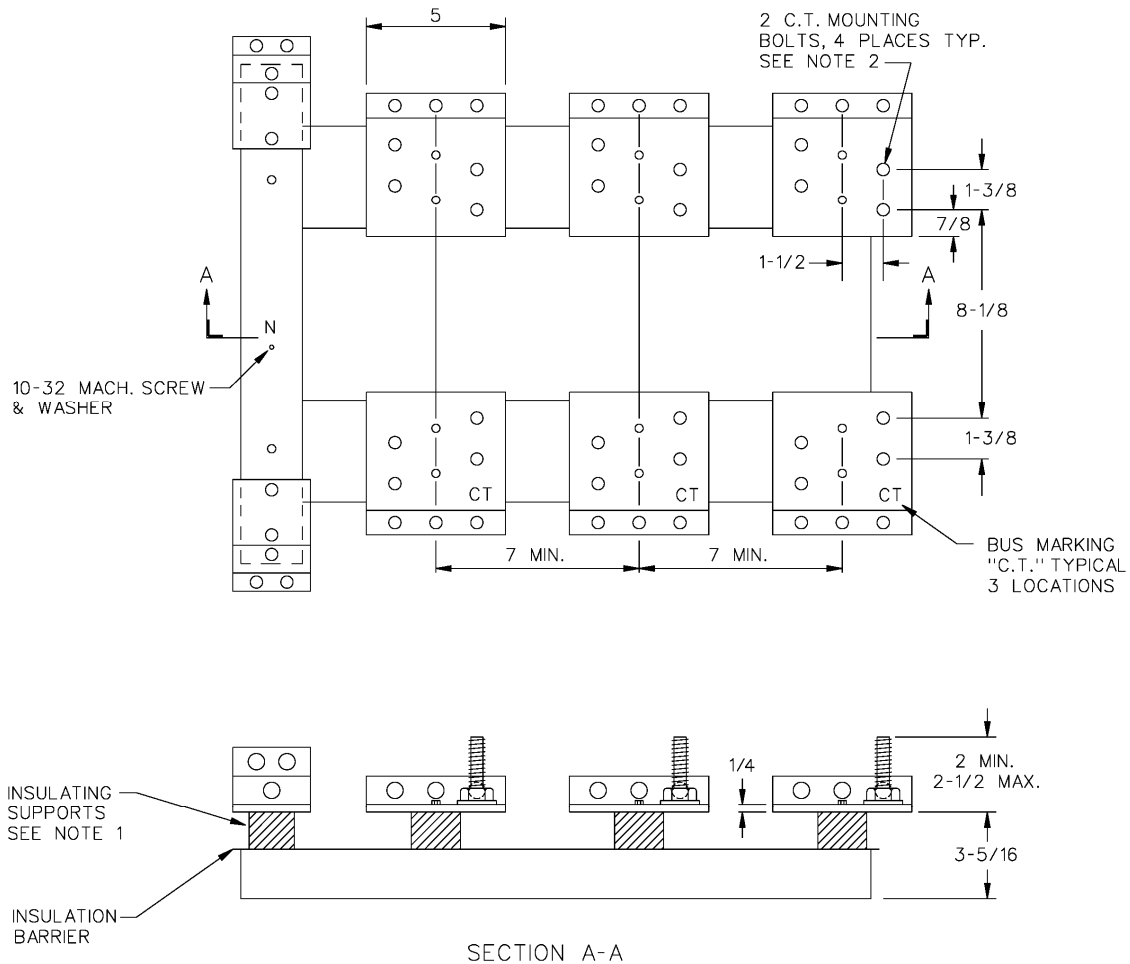 5
2 C.T. MOUNTING
BOLTS, 4 PLACES TYP.
SEE NOTE 2
1-3/8
7/8
1-1/2
A
A
8-1/8
N
10-32 MACH. SCREW
& WASHER
1-3/8
CT
CT
CT
7 MIN.
7 MIN.
BUS MARKING
"C.T." TYPICAL
3 LOCATIONS
INSULATING
SUPPORTS
SEE NOTE 1
1/4
2 MIN.
2-1/2 MAX.
3-5/16
INSULATION
BARRIER
SECTION A-A